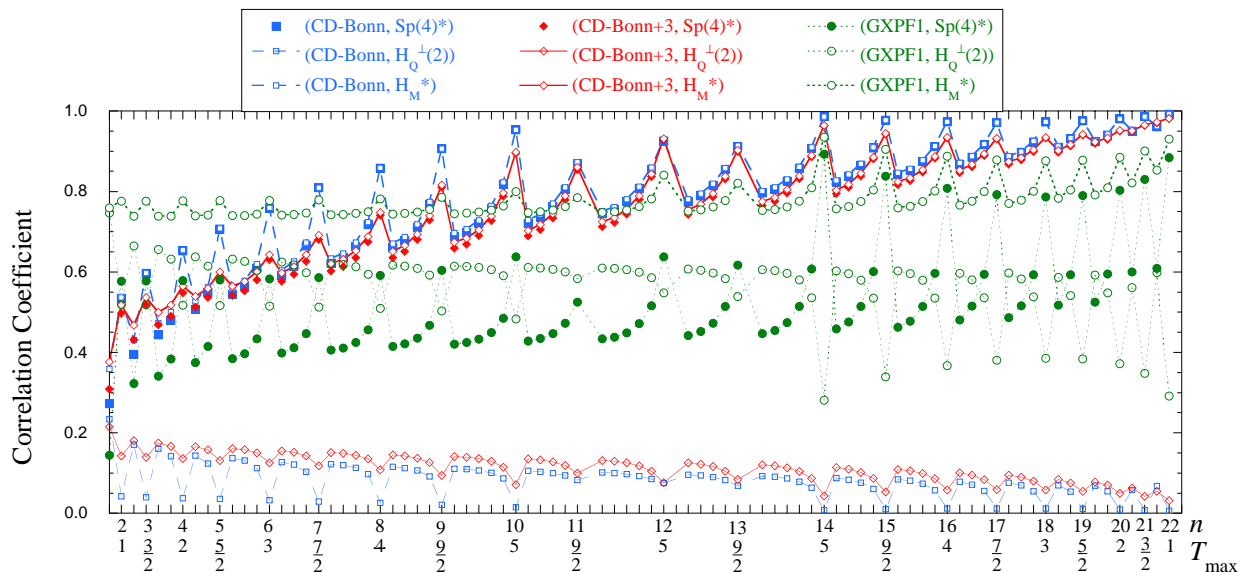 (CD-Bonn, Sp(4)*) (CD-Bonn+3, Sp(4)*) (GXPF1, Sp(4)*)
(CD-Bonn, H_Q^⊥(2)) (CD-Bonn+3, H_Q^⊥(2)) (GXPF1, H_Q^⊥(2))
(CD-Bonn, H_M*) (CD-Bonn+3, H_M*) (GXPF1, H_M*)
Correlation Coefficient
1.0
0.8
0.6
0.4
0.2
0.0
2 3 4 5 6 7 8 9 10 11 12 13 14 15 16 17 18 19 20 21 22 n
1 3/2 2 5/2 3 7/2 4 9/2 5 9/2 5 9/2 5 9/2 4 7/2 3 5/2 2 3/2 1 T_max